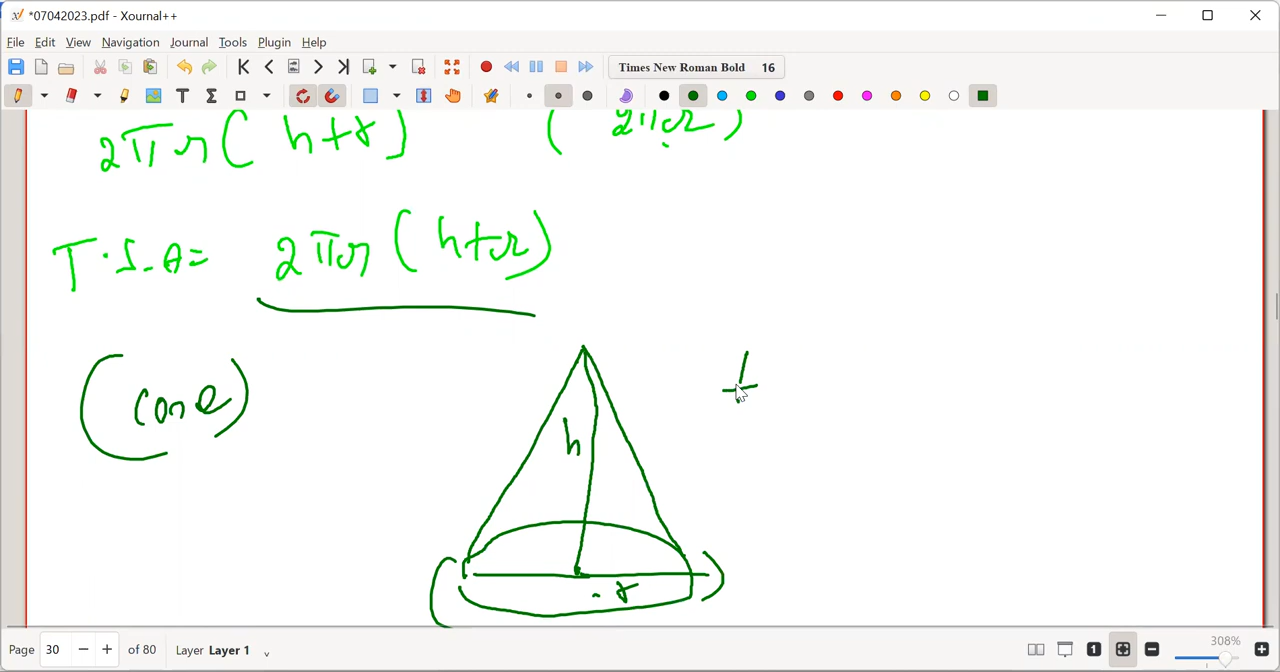 *07042023.pdf - Xournal++
File Edit View Navigation Journal Tools Plugin Help
Times New Roman Bold 16
2πr(h+r) (2πr)
T.S.A= 2πr(h+r)
(cone)
h
r
Page 30 of 80 Layer Layer 1 308%